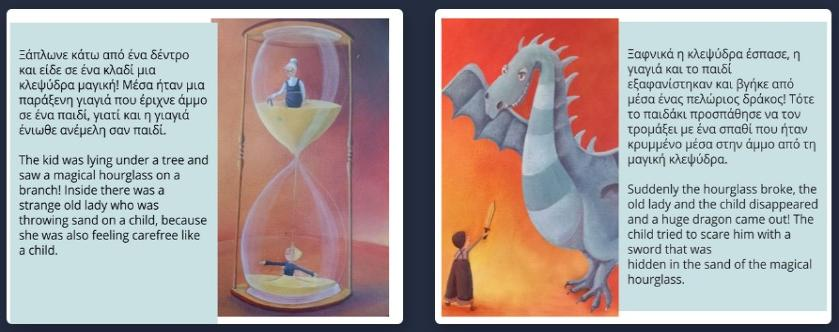 Ξάπλωνε κάτω από ένα δέντρο
και είδε σε ένα κλαδί μια
κλεψύδρα μαγική! Μέσα ήταν μια
παράξενη γιαγιά που έριχνε άμμο
σε ένα παιδί, γιατί και η γιαγιά
ένιωθε ανέμελη σαν παιδί.
The kid was lying under a tree and
saw a magical hourglass on a
branch! Inside there was a
strange old lady who was
throwing sand on a child, because
she was also feeling carefree like
a child.
Ξαφνικά η κλεψύδρα έσπασε, η
γιαγιά και το παιδί
εξαφανίστηκαν και βγήκε από
μέσα ένας πελώριος δράκος! Τότε
το παιδάκι προσπάθησε να τον
τρομάξει με ένα σπαθί που ήταν
κρυμμένο μέσα στην άμμο από τη
μαγική κλεψύδρα.
Suddenly the hourglass broke, the
old lady and the child disappeared
and a huge dragon came out! The
child tried to scare him with a
sword that was
hidden in the sand of the magical
hourglass.